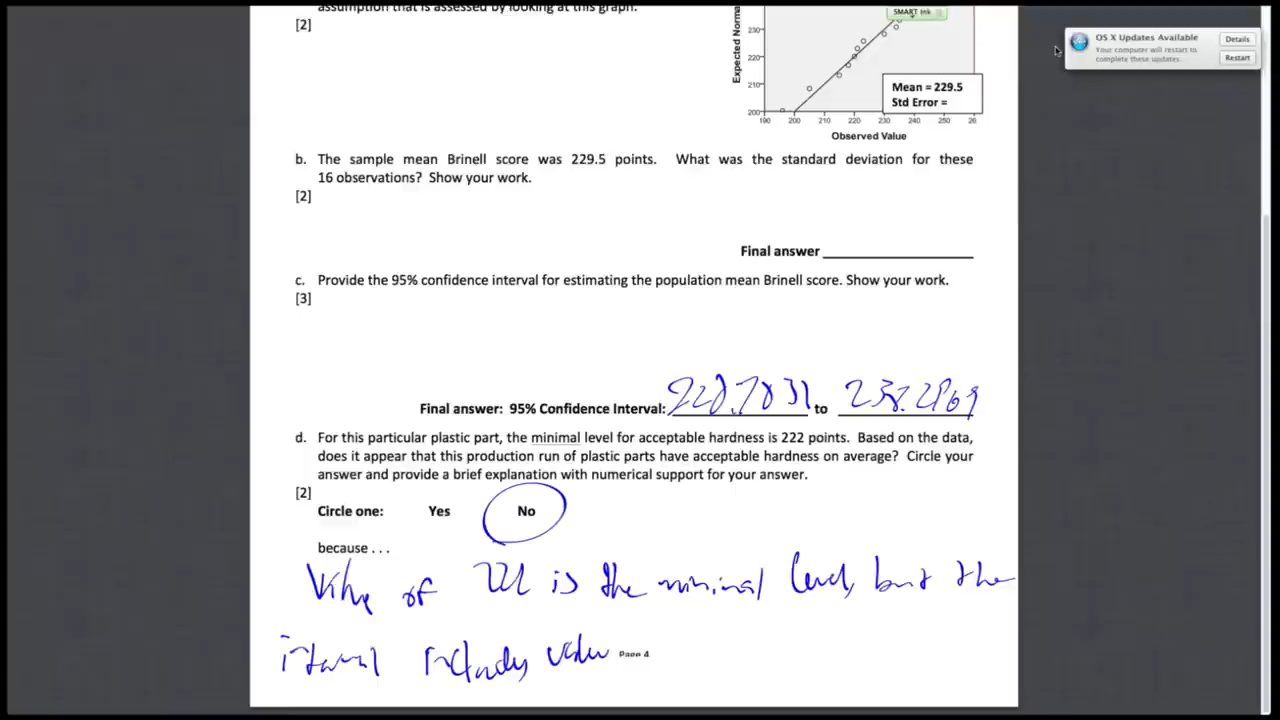 assumption that is assessed by looking at this graph.
[2]
Expected Norma
230
220
210
200
SMART Ink
Mean = 229.5
Std Error =
190 200 210 220 230 240 250 26
Observed Value
OS X Updates Available
Your computer will restart to
complete these updates.
Details
Restart
b. The sample mean Brinell score was 229.5 points. What was the standard deviation for these
16 observations? Show your work.
[2]
Final answer
c. Provide the 95% confidence interval for estimating the population mean Brinell score. Show your work.
[3]
Final answer: 95% Confidence Interval: 220.7031 to 238.2969
d. For this particular plastic part, the minimal level for acceptable hardness is 222 points. Based on the data,
does it appear that this production run of plastic parts have acceptable hardness on average? Circle your
answer and provide a brief explanation with numerical support for your answer.
[2]
Circle one: Yes No
because . . .
Value of 222 is the minimal level, but the
interval includes values
Page 4